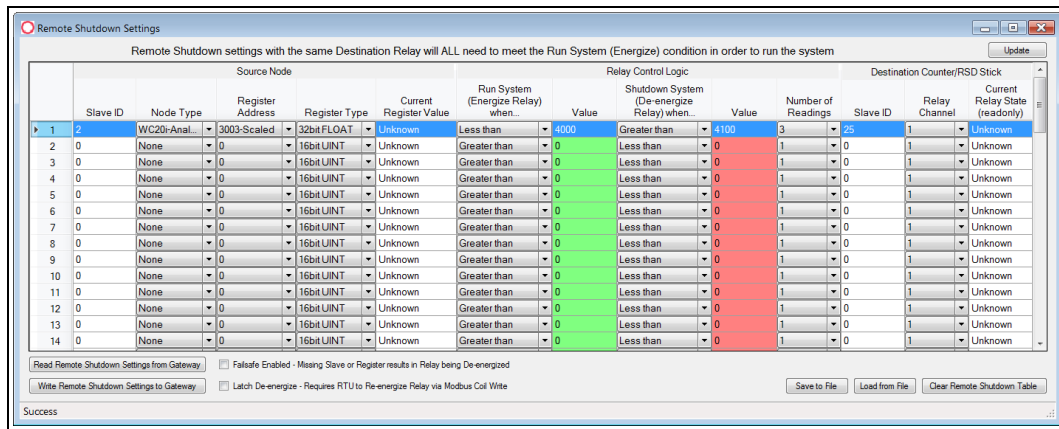 Remote Shutdown Settings
Remote Shutdown settings with the same Destination Relay will ALL need to meet the Run System (Energize) condition in order to run the system
Update
Source Node Relay Control Logic Destination Counter/RSD Stick
Slave ID Node Type Register Address Register Type Current Register Value Run System (Energize Relay) when... Value Shutdown System (De-energize Relay) when... Value Number of Readings Slave ID Relay Channel Current Relay State (readonly)
1 2 WC20i-Anal... 3003-Scaled 32bit FLOAT Unknown Less than 4000 Greater than 4100 3 25 1 Unknown
2 0 None 0 16bit UINT Unknown Greater than 0 Less than 0 1 0 1 Unknown
3 0 None 0 16bit UINT Unknown Greater than 0 Less than 0 1 0 1 Unknown
4 0 None 0 16bit UINT Unknown Greater than 0 Less than 0 1 0 1 Unknown
5 0 None 0 16bit UINT Unknown Greater than 0 Less than 0 1 0 1 Unknown
6 0 None 0 16bit UINT Unknown Greater than 0 Less than 0 1 0 1 Unknown
7 0 None 0 16bit UINT Unknown Greater than 0 Less than 0 1 0 1 Unknown
8 0 None 0 16bit UINT Unknown Greater than 0 Less than 0 1 0 1 Unknown
9 0 None 0 16bit UINT Unknown Greater than 0 Less than 0 1 0 1 Unknown
10 0 None 0 16bit UINT Unknown Greater than 0 Less than 0 1 0 1 Unknown
11 0 None 0 16bit UINT Unknown Greater than 0 Less than 0 1 0 1 Unknown
12 0 None 0 16bit UINT Unknown Greater than 0 Less than 0 1 0 1 Unknown
13 0 None 0 16bit UINT Unknown Greater than 0 Less than 0 1 0 1 Unknown
14 0 None 0 16bit UINT Unknown Greater than 0 Less than 0 1 0 1 Unknown
Read Remote Shutdown Settings from Gateway Failsafe Enabled - Missing Slave or Register results in Relay being De-energized
Write Remote Shutdown Settings to Gateway Latch De-energize - Requires RTU to Re-energize Relay via Modbus Coil Write Save to File Load from File Clear Remote Shutdown Table
Success